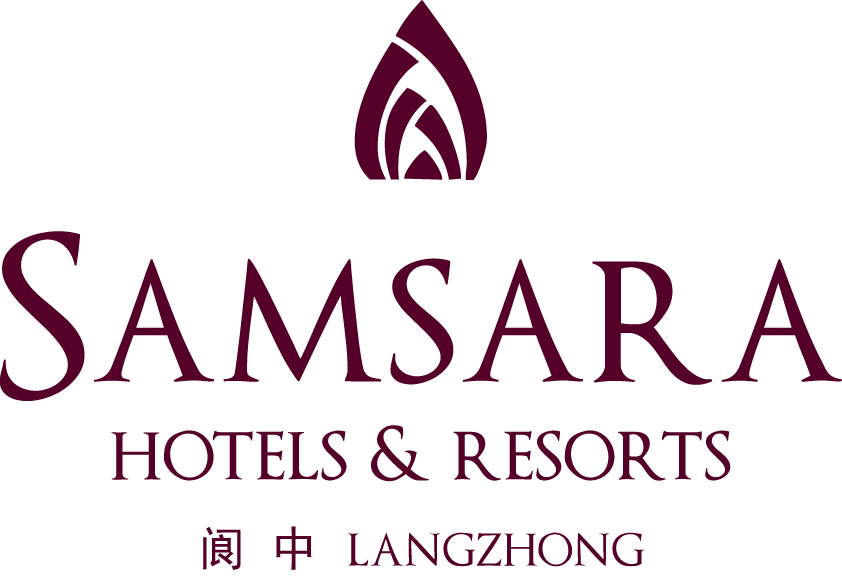 SAMSARA
HOTELS & RESORTS
阆 中 LANGZHONG